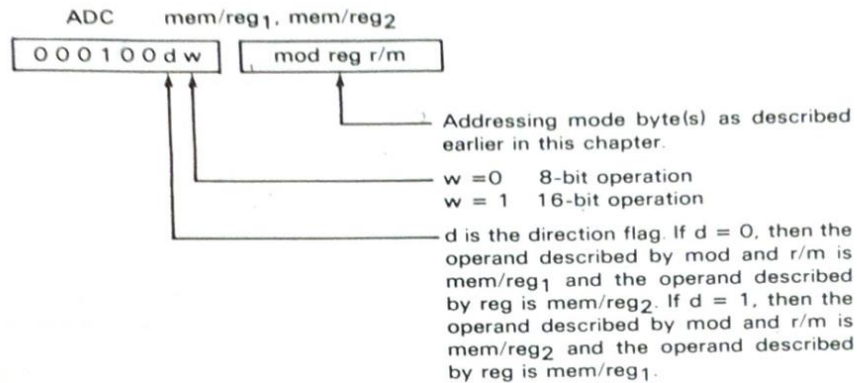 ADC mem/reg1, mem/reg2
0 0 0 1 0 0 d w mod reg r/m
Addressing mode byte(s) as described
earlier in this chapter.
w =0 8-bit operation
w = 1 16-bit operation
d is the direction flag. If d = 0, then the
operand described by mod and r/m is
mem/reg1 and the operand described
by reg is mem/reg2. If d = 1, then the
operand described by mod and r/m is
mem/reg2 and the operand described
by reg is mem/reg1.